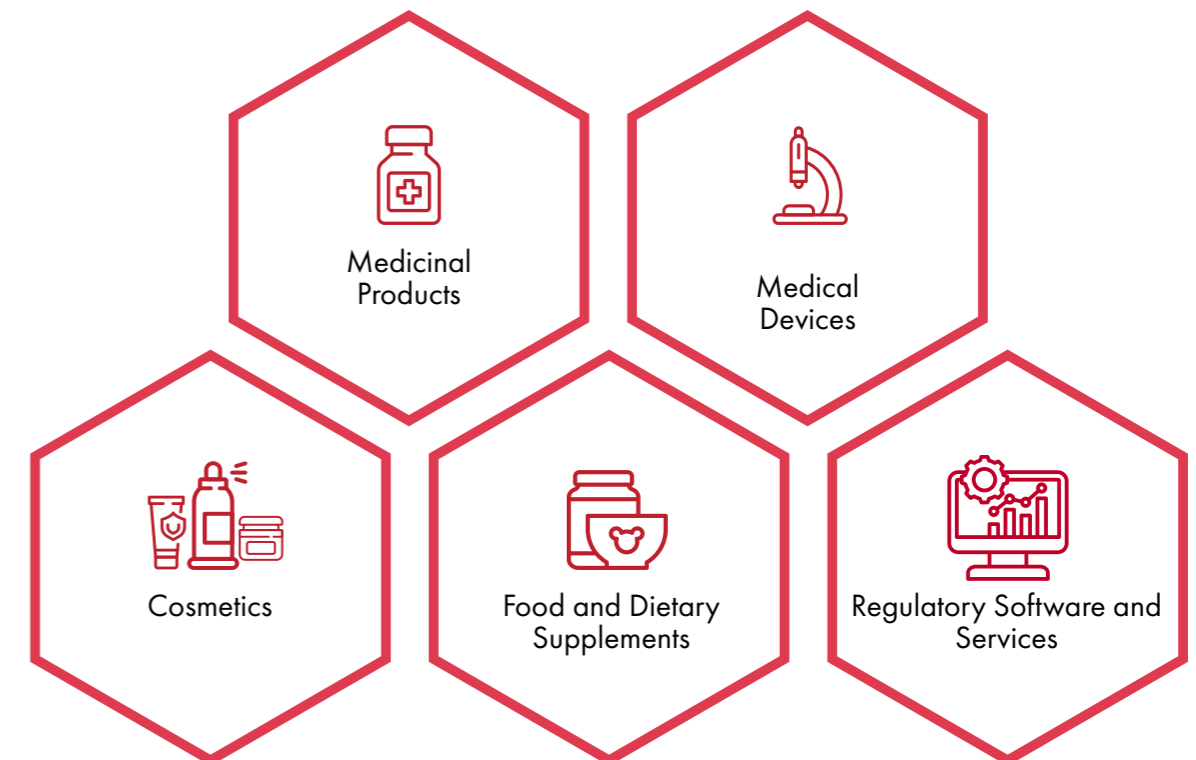 Medicinal
Products
Medical
Devices
Cosmetics
Food and Dietary
Supplements
Regulatory Software and
Services